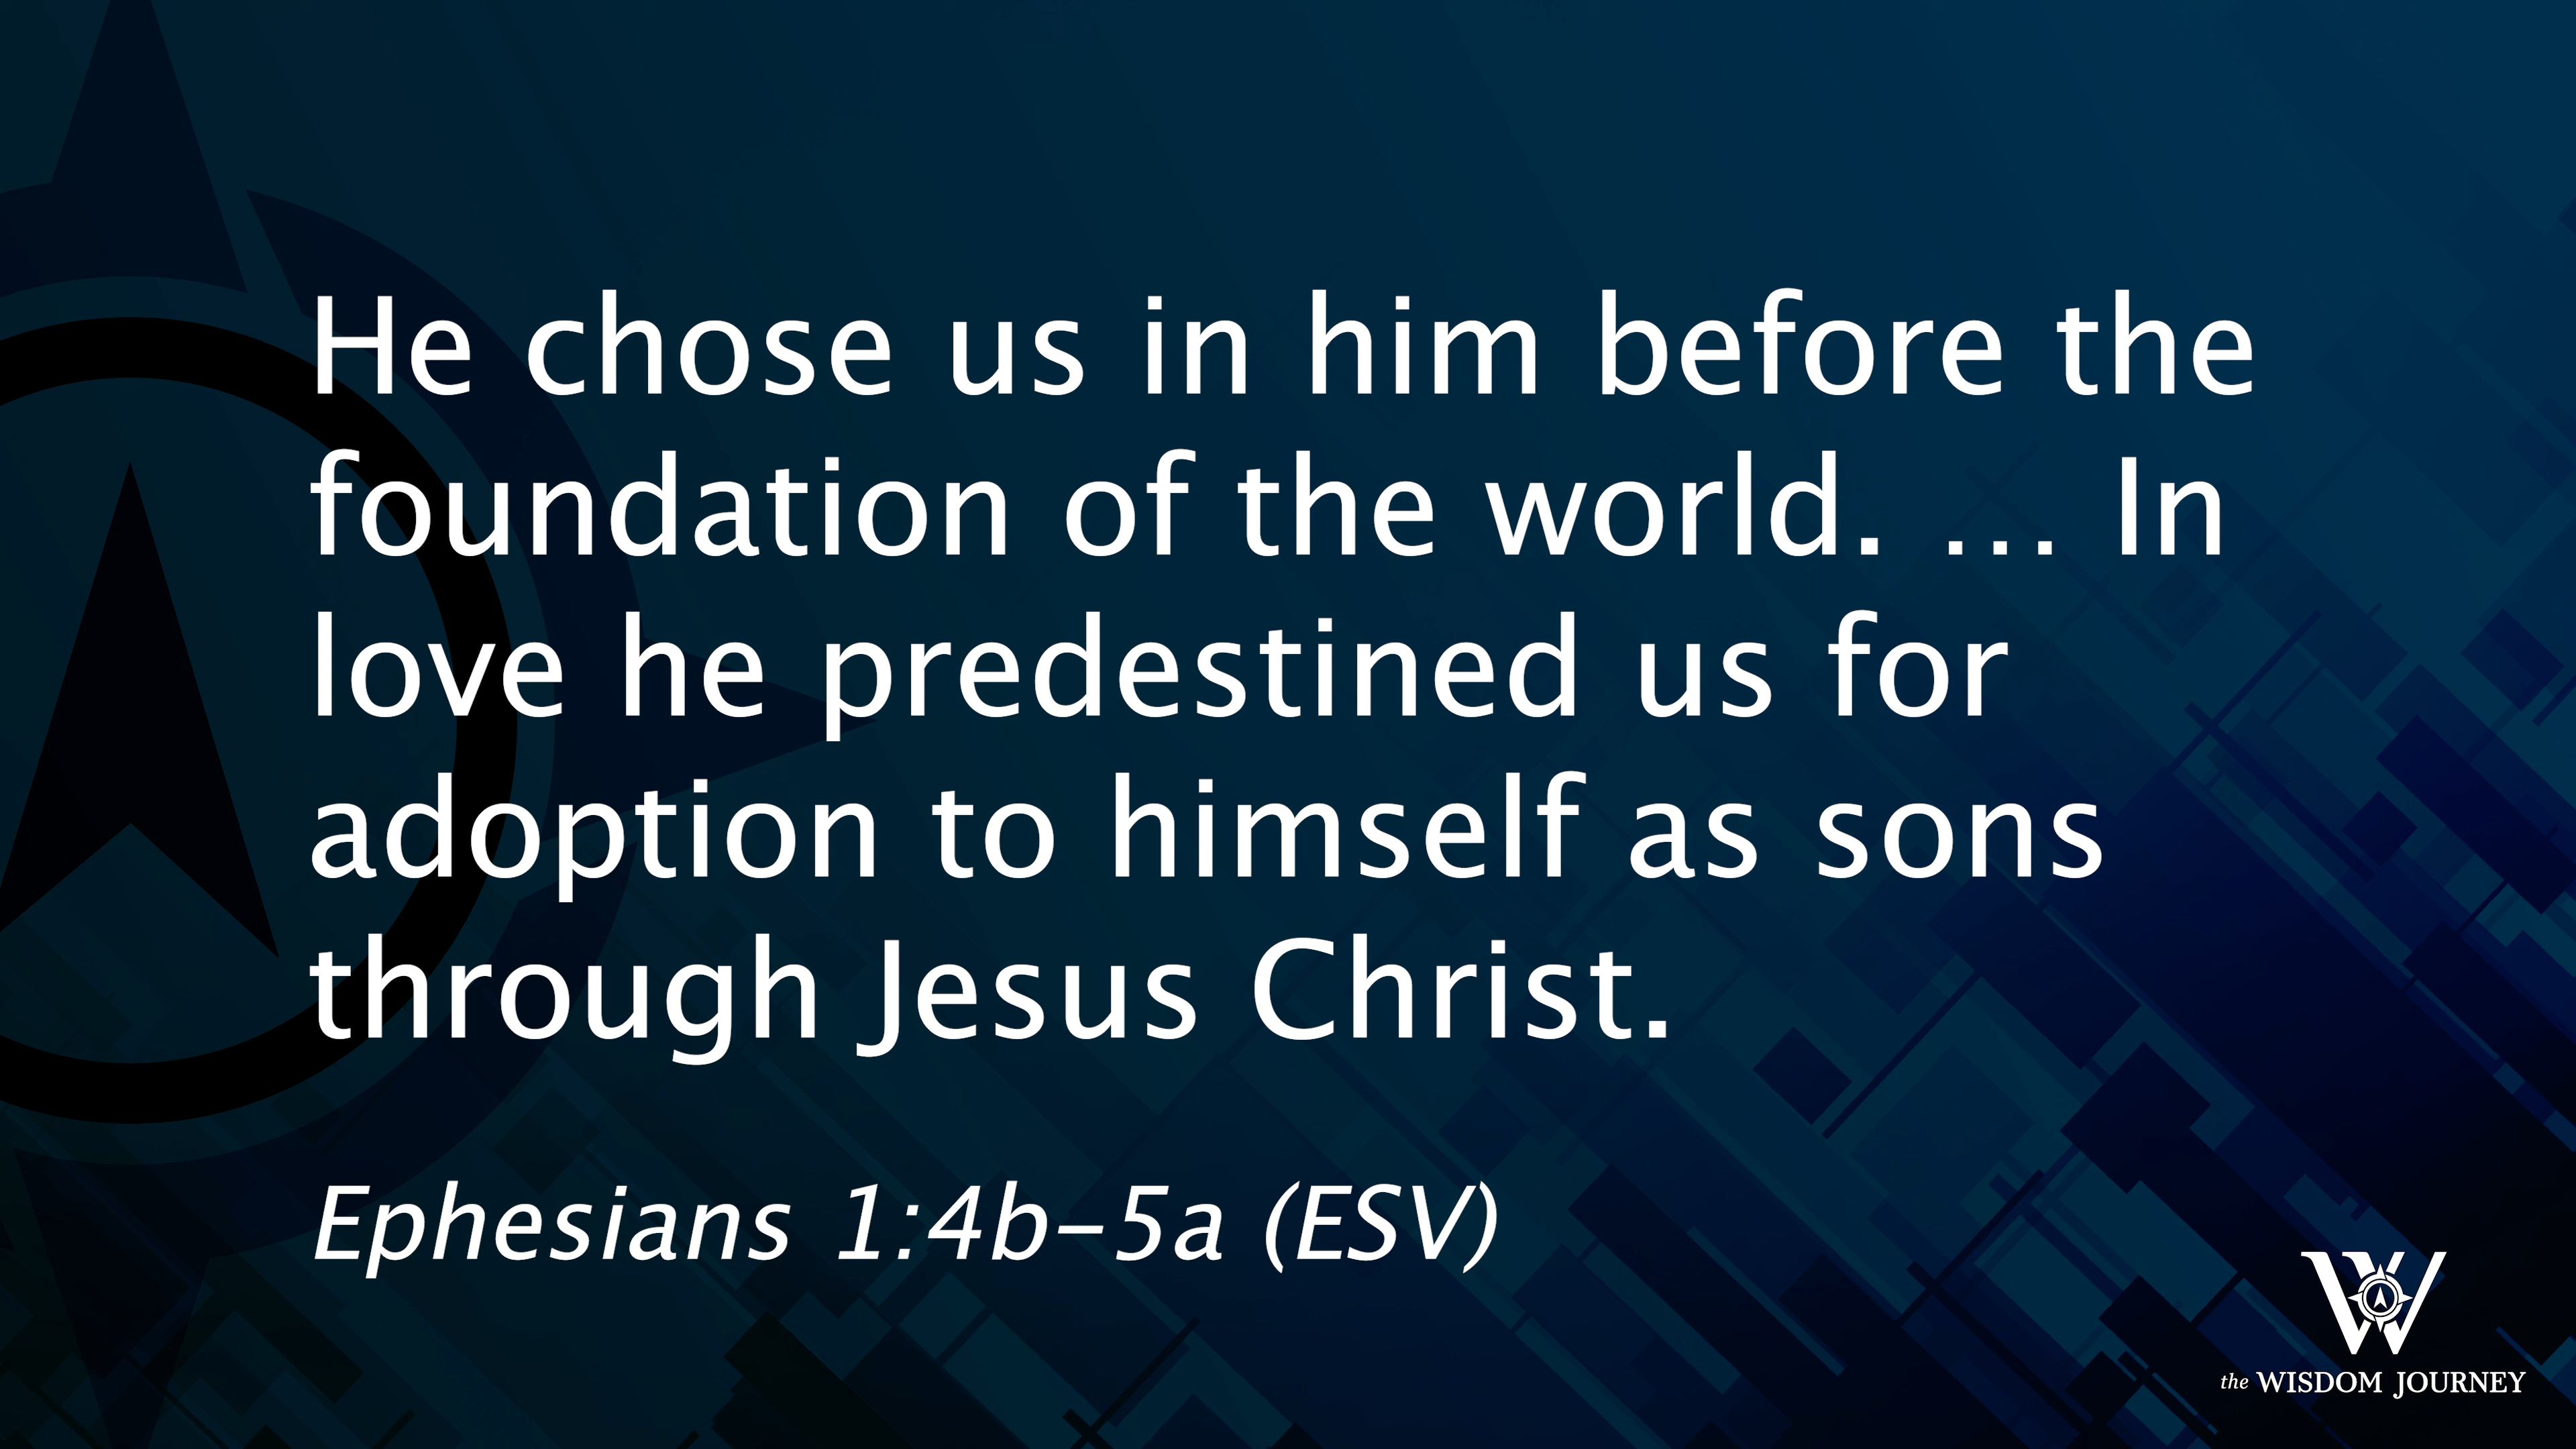 He chose us in him before the
foundation of the world. … In
love he predestined us for
adoption to himself as sons
through Jesus Christ.
Ephesians 1:4b–5a (ESV)
W
the WISDOM JOURNEY